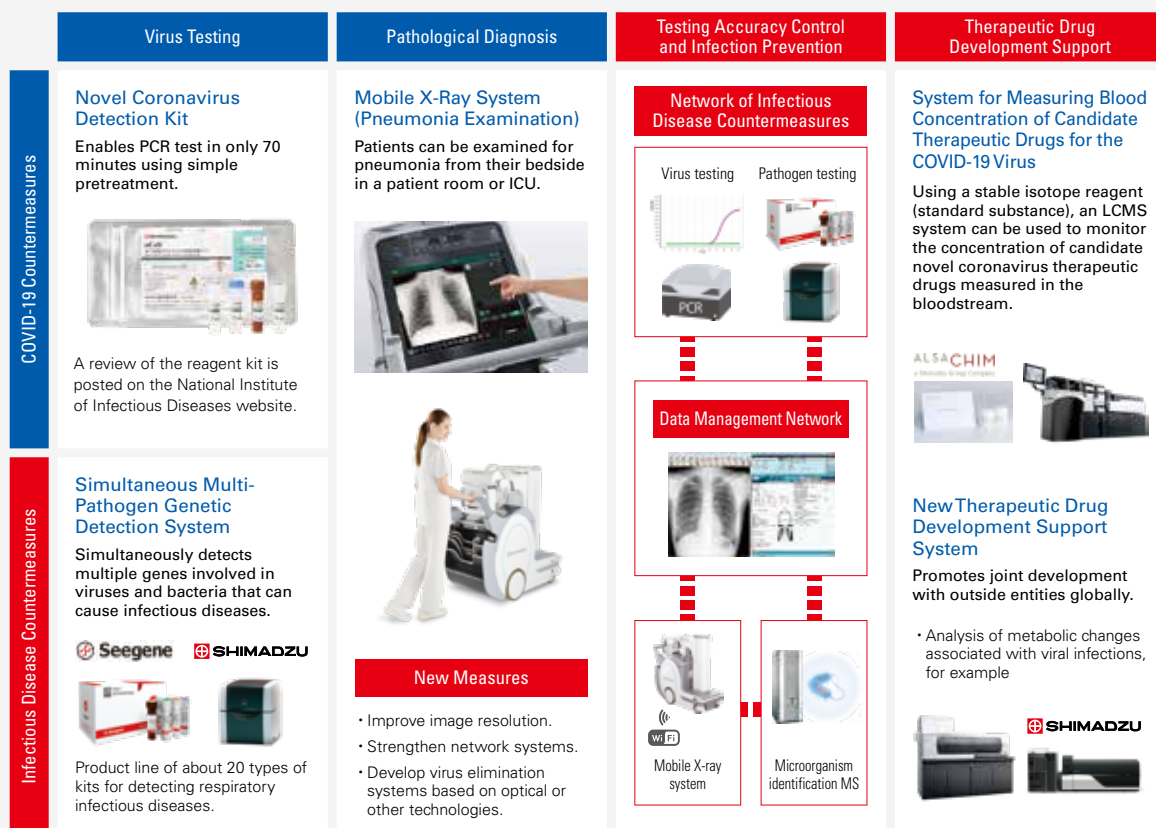 Virus Testing
Pathological Diagnosis
Testing Accuracy Control
and Infection Prevention
Therapeutic Drug
Development Support
COVID-19 Countermeasures
Novel Coronavirus
Detection Kit
Enables PCR test in only 70
minutes using simple
pretreatment.
A review of the reagent kit is
posted on the National Institute
of Infectious Diseases website.
Mobile X-Ray System
(Pneumonia Examination)
Patients can be examined for
pneumonia from their bedside
in a patient room or ICU.
Network of Infectious
Disease Countermeasures
Virus testing
Pathogen testing
PCR
Data Management Network
System for Measuring Blood
Concentration of Candidate
Therapeutic Drugs for the
COVID-19 Virus
Using a stable isotope reagent
(standard substance), an LCMS
system can be used to monitor
the concentration of candidate
novel coronavirus therapeutic
drugs measured in the
bloodstream.
ALSACHIM
a Shimadzu Group Company
Infectious Disease Countermeasures
Simultaneous Multi-
Pathogen Genetic
Detection System
Simultaneously detects
multiple genes involved in
viruses and bacteria that can
cause infectious diseases.
Seegene
SHIMADZU
Product line of about 20 types of
kits for detecting respiratory
infectious diseases.
New Measures
・Improve image resolution.
・Strengthen network systems.
・Develop virus elimination
systems based on optical or
other technologies.
WiFi
Mobile X-ray
system
Microorganism
identification MS
New Therapeutic Drug
Development Support
System
Promotes joint development
with outside entities globally.
・Analysis of metabolic changes
associated with viral infections,
for example
SHIMADZU